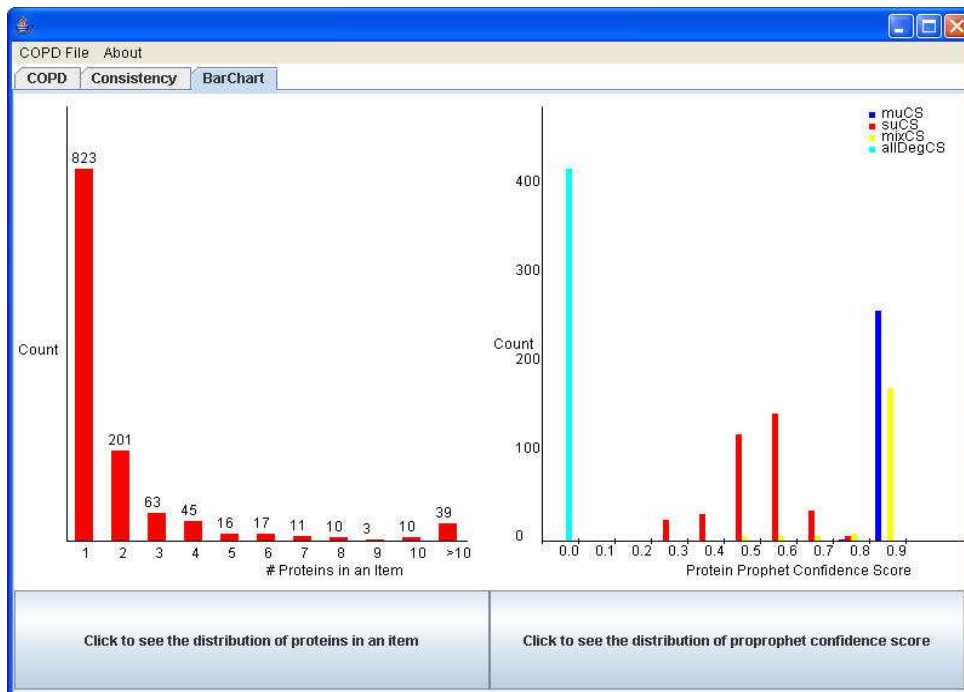 COPD File About
COPD Consistency BarChart
823
201
63
45
16
17
11
10
3
10
39
Count
1 2 3 4 5 6 7 8 9 10 >10
# Proteins in an Item
muCS
suCS
mixCS
allDegCS
400
300
Count
200
100
0
0.0 0.1 0.2 0.3 0.4 0.5 0.6 0.7 0.8 0.9
Protein Prophet Confidence Score
Click to see the distribution of proteins in an item
Click to see the distribution of proprophet confidence score